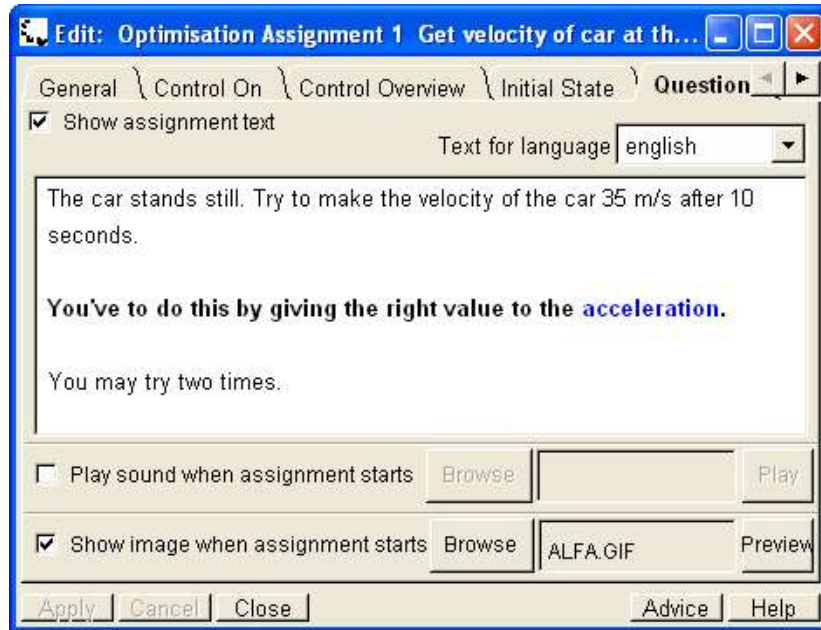 Edit: Optimisation Assignment 1 Get velocity of car at th...
General Control On Control Overview Initial State Question
Show assignment text
Text for language english
The car stands still. Try to make the velocity of the car 35 m/s after 10
seconds.
You've to do this by giving the right value to the acceleration.
You may try two times.
Play sound when assignment starts Browse Play
Show image when assignment starts Browse ALFA.GIF Preview
Apply Cancel Close Advice Help